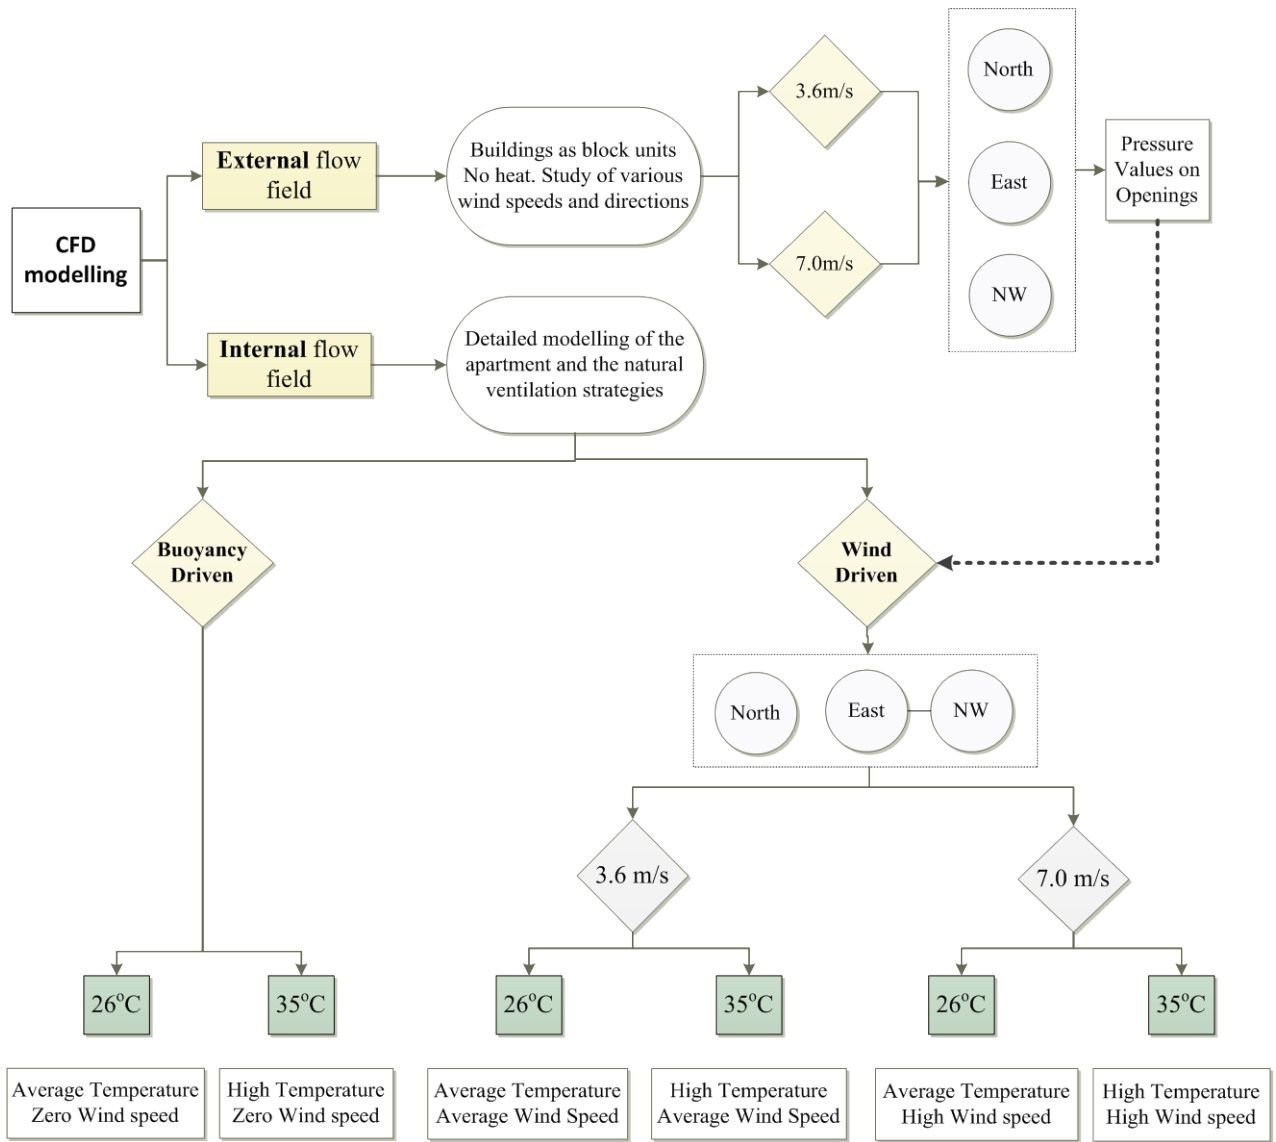 CFD
modelling
External flow
field
Buildings as block units
No heat. Study of various
wind speeds and directions
3.6m/s
7.0m/s
North
East
NW
Pressure
Values on
Openings
Internal flow
field
Detailed modelling of the
apartment and the natural
ventilation strategies
Buoyancy
Driven
Wind
Driven
North
East
NW
3.6 m/s
7.0 m/s
26°C
35°C
26°C
35°C
26°C
35°C
Average Temperature
Zero Wind speed
High Temperature
Zero Wind speed
Average Temperature
Average Wind Speed
High Temperature
Average Wind Speed
Average Temperature
High Wind speed
High Temperature
High Wind speed